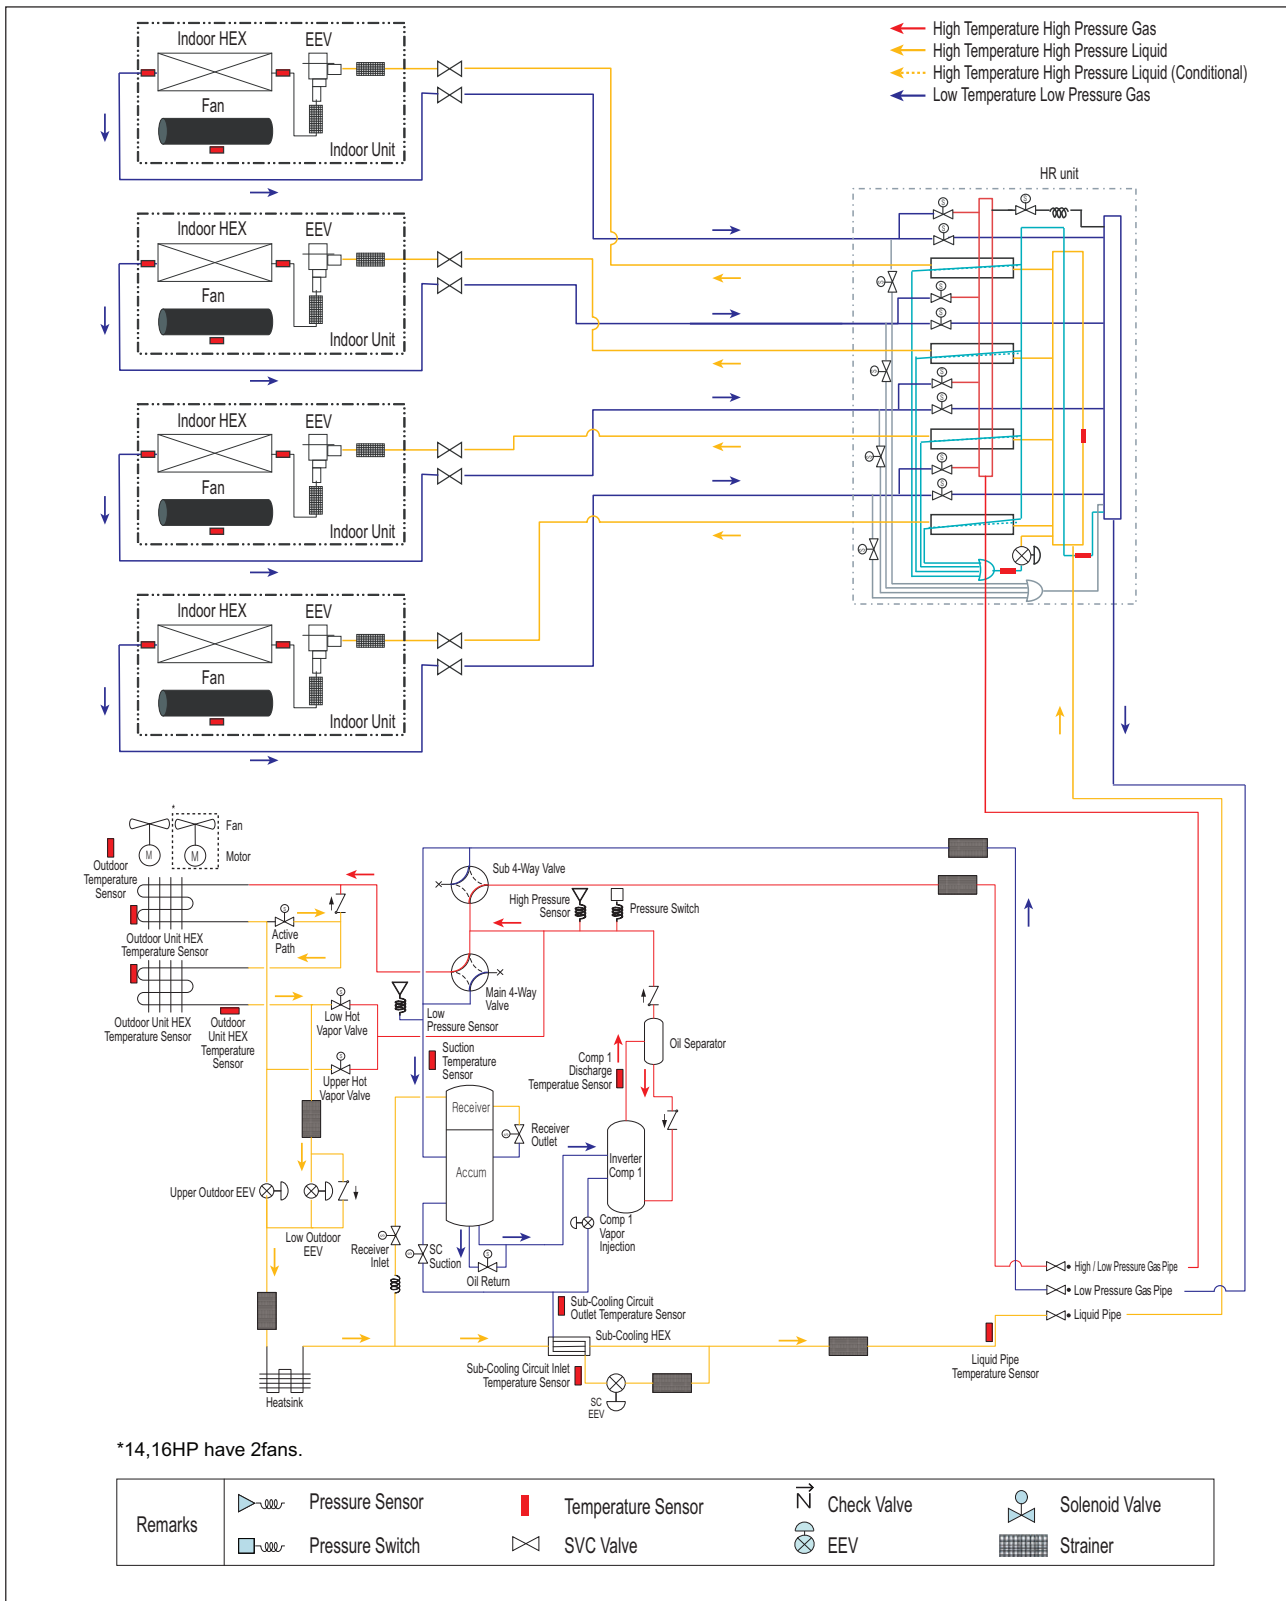 High Temperature High Pressure Gas
High Temperature High Pressure Liquid
High Temperature High Pressure Liquid (Conditional)
Low Temperature Low Pressure Gas
Indoor HEX
EEV
Fan
Indoor Unit
HR unit
S
S
S
S
S
S
S
S
S
S
S
S
S
Indoor HEX
EEV
Fan
Indoor Unit
Indoor HEX
EEV
Fan
Indoor Unit
Indoor HEX
EEV
Fan
Indoor Unit
*
Fan
Motor
M
M
Outdoor
Temperature
Sensor
Sub 4-Way Valve
High Pressure
Sensor
Pressure Switch
S
Active
Path
Outdoor Unit HEX
Temperature Sensor
Main 4-Way
Valve
S
Low Hot
Vapor Valve
Low
Pressure Sensor
Outdoor Unit HEX
Temperature Sensor
Outdoor
Unit HEX
Temperature
Sensor
S
Upper Hot
Vapor Valve
Suction
Temperature
Sensor
Comp 1
Discharge
Temperatue Sensor
Oil Separator
Receiver
S
Receiver
Outlet
Accum
Inverter
Comp 1
Upper Outdoor EEV
Low Outdoor
EEV
S
Receiver
Inlet
S
SC
Suction
S
Oil Return
Comp 1
Vapor
Injection
High / Low Pressure Gas Pipe
Low Pressure Gas Pipe
Liquid Pipe
Sub-Cooling Circuit
Outlet Temperature Sensor
Sub-Cooling HEX
Sub-Cooling Circuit Inlet
Temperature Sensor
SC
EEV
Liquid Pipe
Temperature Sensor
Heatsink
*14,16HP have 2fans.
Remarks
Pressure Sensor
Temperature Sensor
Check Valve
Solenoid Valve
Pressure Switch
SVC Valve
EEV
Strainer